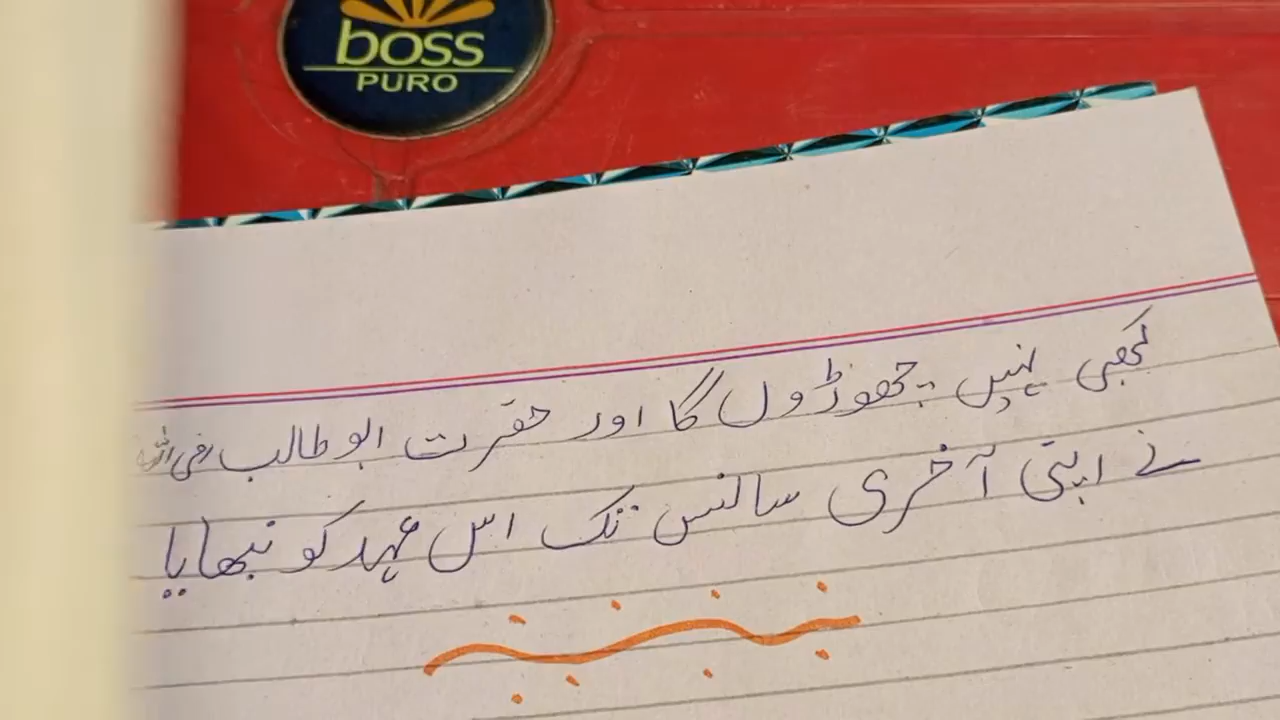 boss
PURO
کبھی نہیں چھوڑوں گا اور حضرت ابو طالب رضی اللہ
نے اپنی آخری سانس تک اس عہد کو نبھایا